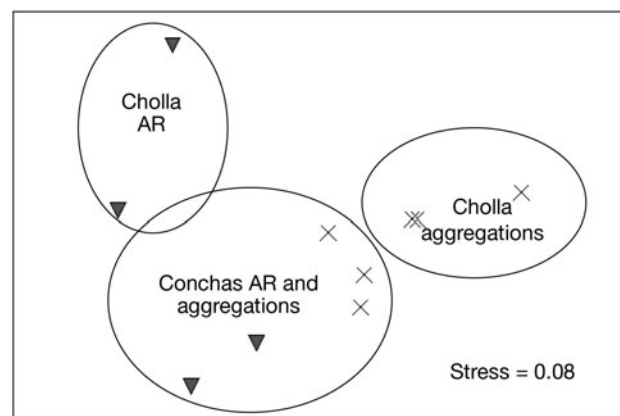 Cholla
AR
Cholla
aggregations
Conchas AR and
aggregations
Stress = 0.08